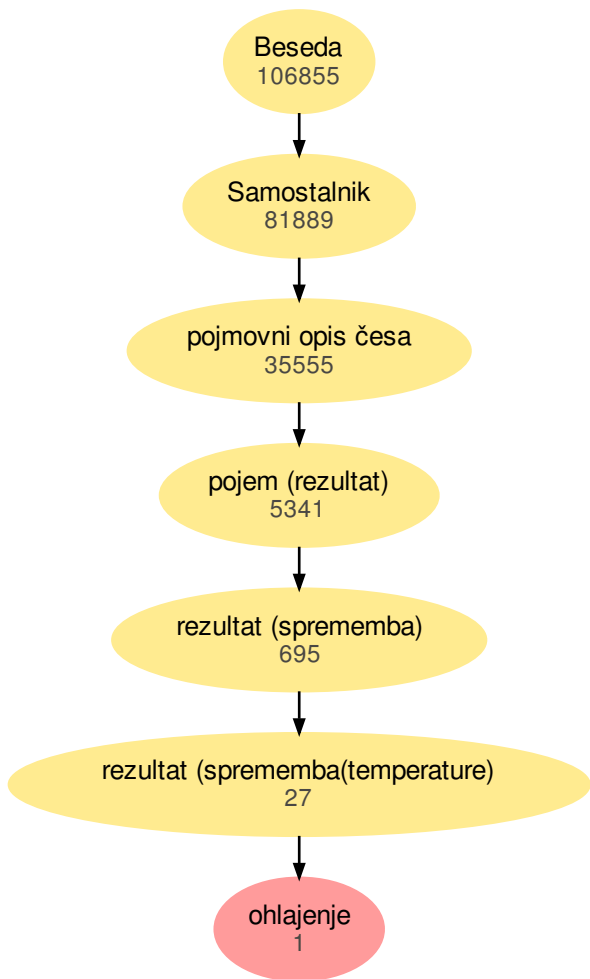 Beseda
106855
Samostalnik
81889
pojmovni opis česa
35555
pojem (rezultat)
5341
rezultat (sprememba)
695
rezultat (sprememba(temperature)
27
ohlajenje
1